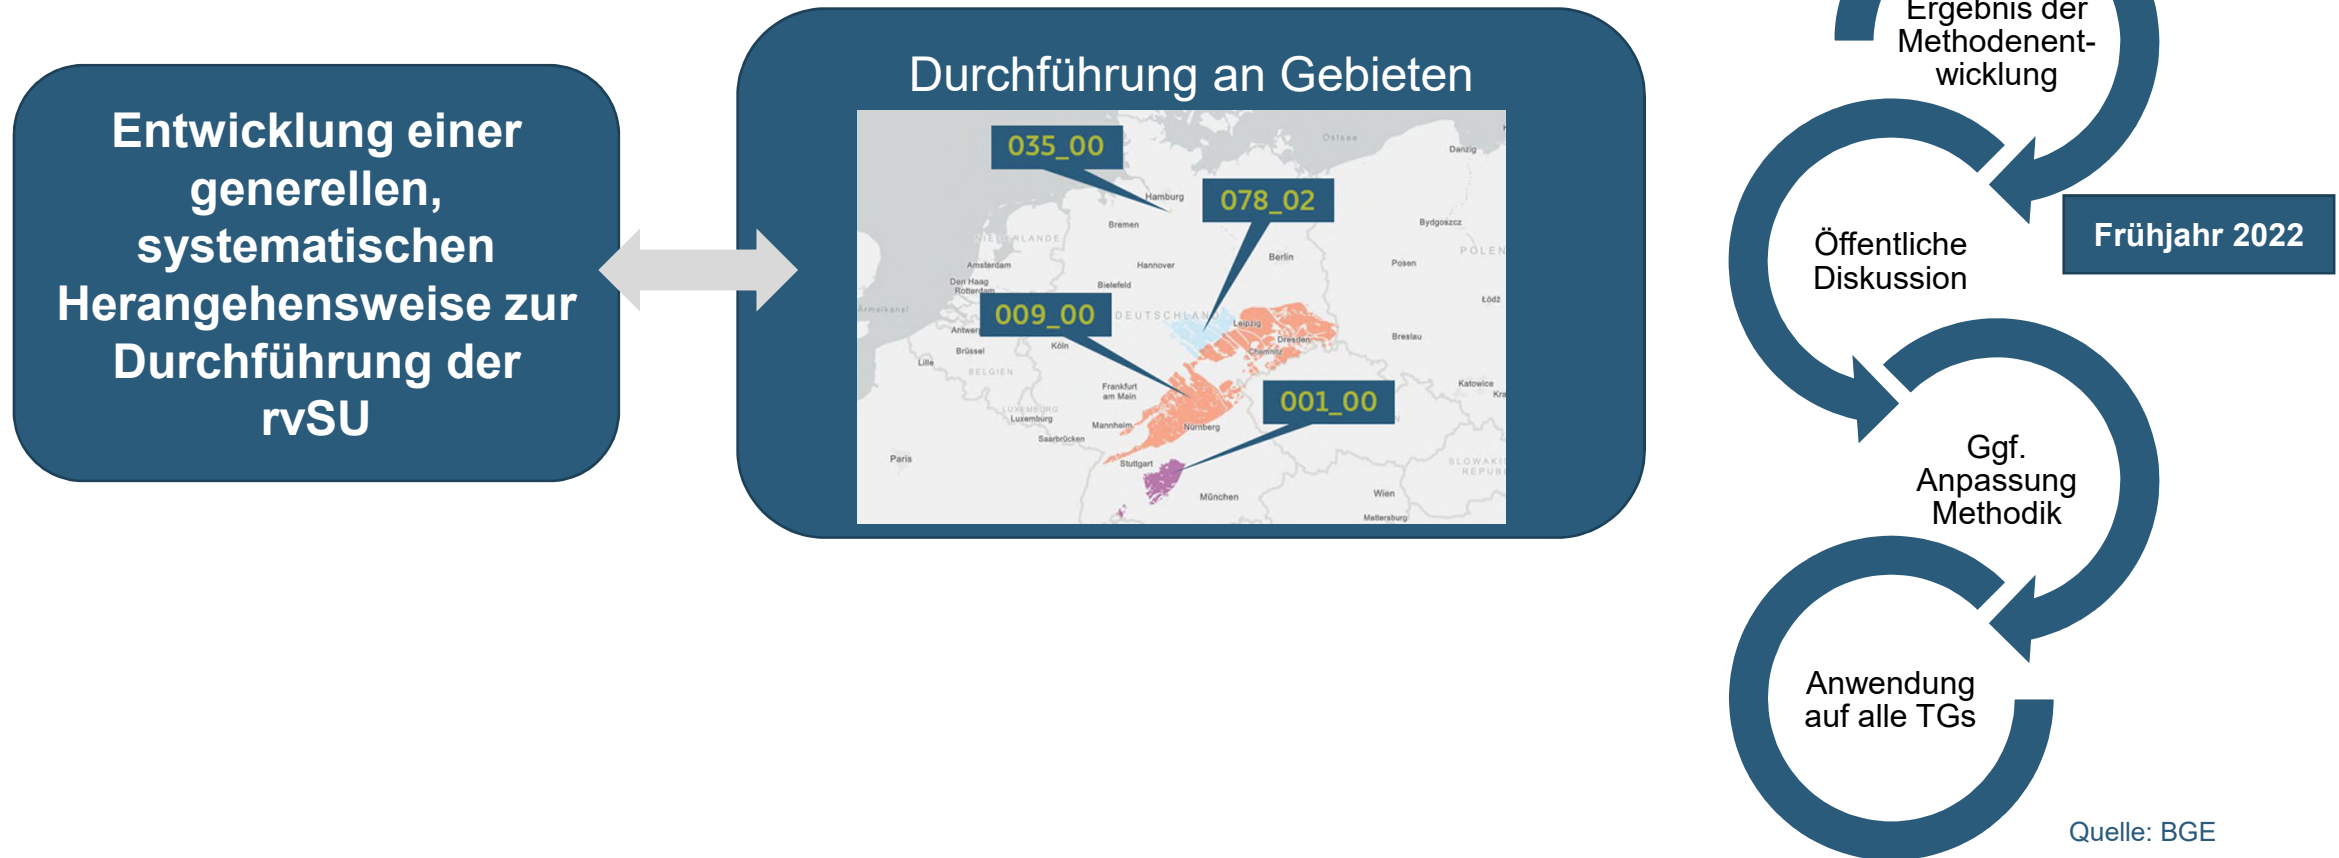 Entwicklung einer
generellen,
systematischen
Herangehensweise zur
Durchführung der
rvSU
Durchführung an Gebieten
035_00
078_02
009_00
001_00
Ostsee
Danzig
Hamburg
Bremen
Bydgoszcz
POLEN
Amsterdam
Hannover
Berlin
Posen
Den Haag
Rotterdam
Bielefeld
Łódź
Ärmelkanal
DEUTSCHLAND
Leipzig
Köln
Brüssel
Dresden
Breslau
Lille
Chemnitz
BELGIEN
Frankfurt
am Main
Katowice
LUXEMBURG
Luxemburg
Mannheim
Nürnberg
Saarbrücken
Paris
Stuttgart
München
Wien
Mattersburg
Ergebnis der
Methodenent-
wicklung
Öffentliche
Diskussion
Frühjahr 2022
Ggf.
Anpassung
Methodik
Anwendung
auf alle TGs
Quelle: BGE